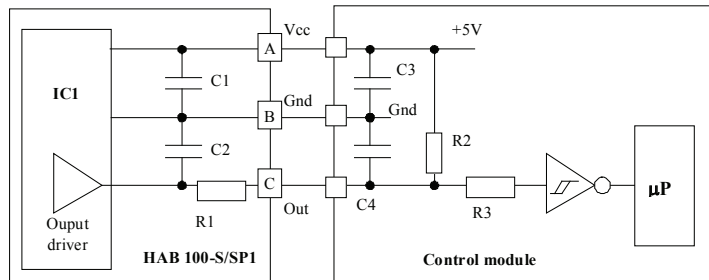 Vcc
+5V
A
C1
C3
IC1
Gnd
Gnd
B
C2
R2
C
µP
R1
Out
C4
R3
Ouput
driver
HAB 100-S/SP1
Control module